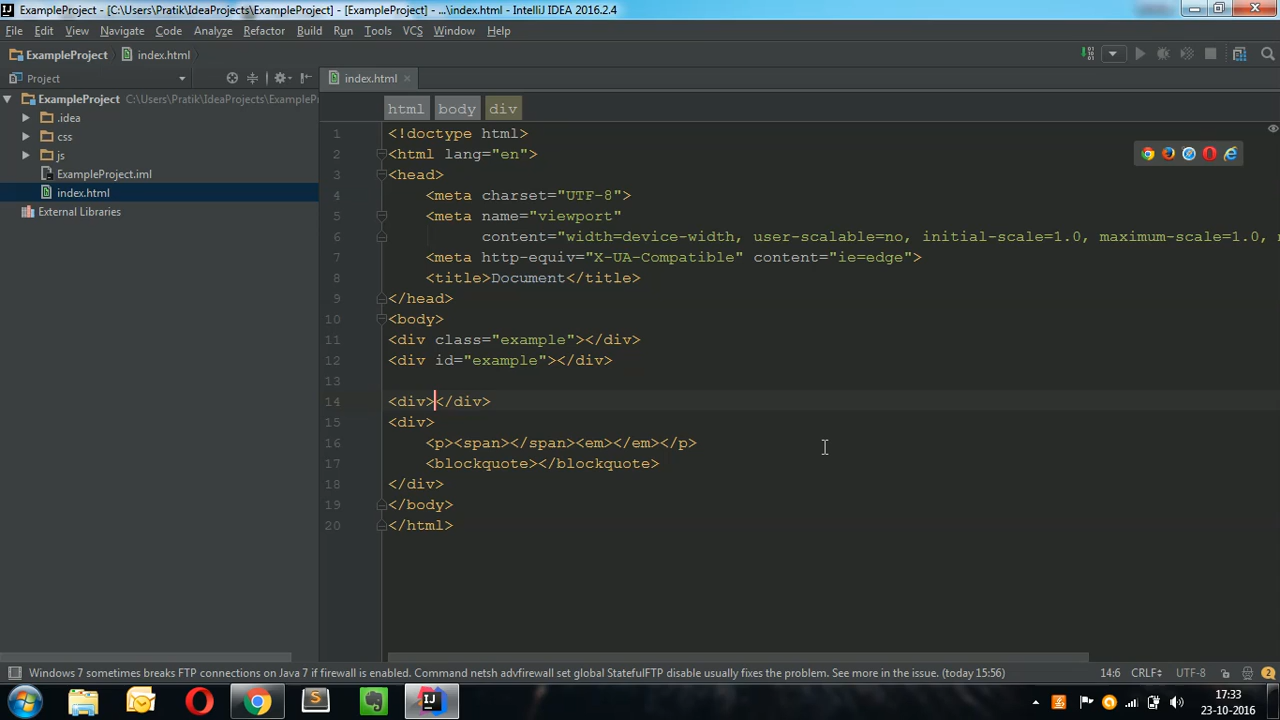 ExampleProject - [C:\Users\Pratik\IdeaProjects\ExampleProject] - [ExampleProject] - ...\index.html - IntelliJ IDEA 2016.2.4
File Edit View Navigate Code Analyze Refactor Build Run Tools VCS Window Help
ExampleProject index.html
Project
index.html
ExampleProject C:\Users\Pratik\IdeaProjects\ExampleP
.idea
css
js
ExampleProject.iml
index.html
External Libraries
html body div
1 <!doctype html>
2 <html lang="en">
3 <head>
4 <meta charset="UTF-8">
5 <meta name="viewport"
6 content="width=device-width, user-scalable=no, initial-scale=1.0, maximum-scale=1.0,
7 <meta http-equiv="X-UA-Compatible" content="ie=edge">
8 <title>Document</title>
9 </head>
10 <body>
11 <div class="example"></div>
12 <div id="example"></div>
13
14 <div></div>
15 <div>
16 <p><span></span><em></em></p>
17 <blockquote></blockquote>
18 </div>
19 </body>
20 </html>
Windows 7 sometimes breaks FTP connections on Java 7 if firewall is enabled. Command netsh advfirewall set global StatefulFTP disable usually fixes the problem. See more in the issue. (today 15:56) 14:6 CRLF UTF-8 2
17:33
23-10-2016